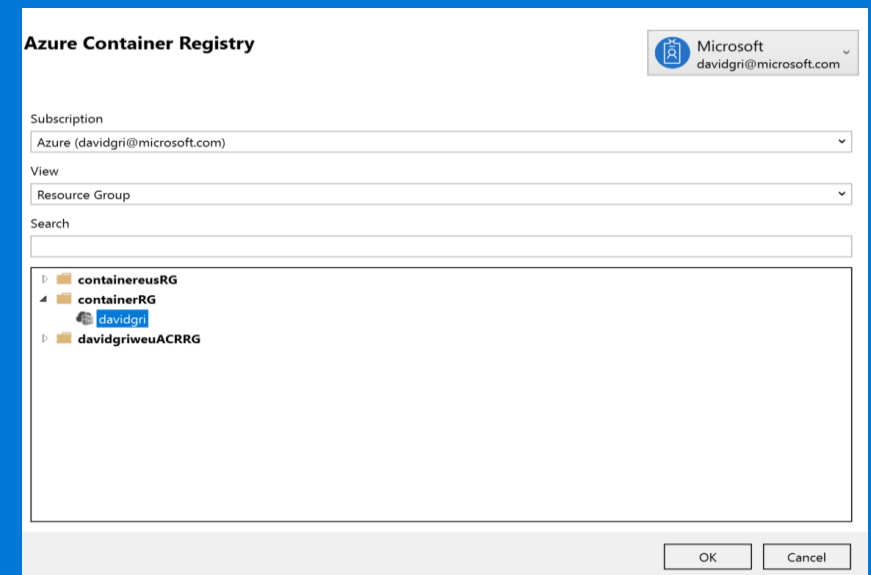 Azure Container Registry
Microsoft
davidgri@microsoft.com
Subscription
Azure (davidgri@microsoft.com)
View
Resource Group
Search
containereusRG
containerRG
davidgri
davidgriweuACRRG
OK
Cancel